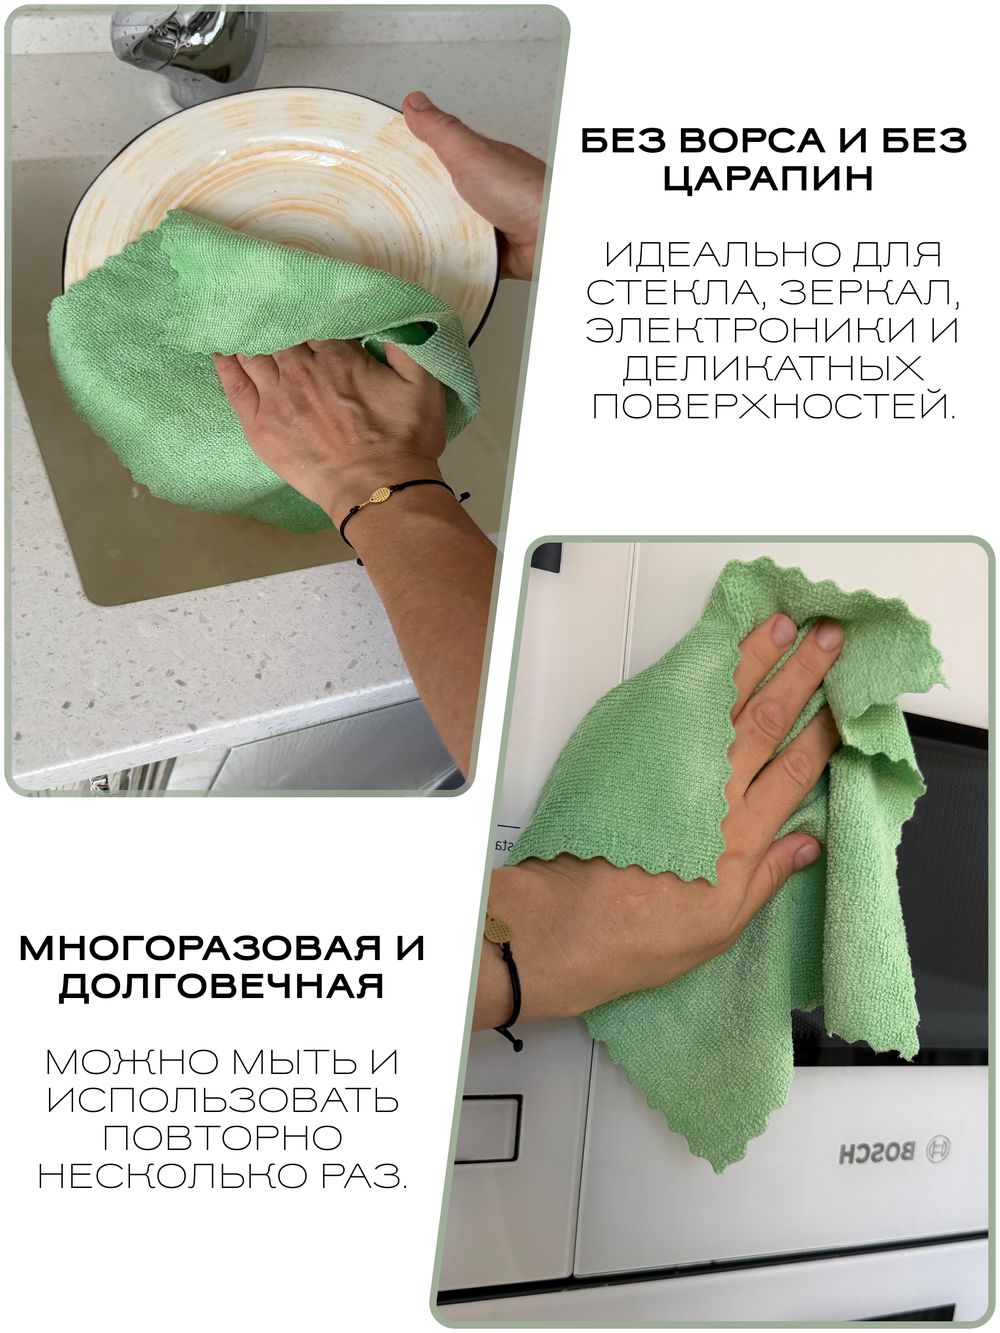 БЕЗ ВОРСА И БЕЗ
ЦАРАПИН
ИДЕАЛЬНО ДЛЯ
СТЕКЛА, ЗЕРКАЛ,
ЭЛЕКТРОНИКИ И
ДЕЛИКАТНЫХ
ПОВЕРХНОСТЕЙ.
МНОГОРАЗОВАЯ И
ДОЛГОВЕЧНАЯ
МОЖНО МЫТЬ И
ИСПОЛЬЗОВАТЬ
ПОВТОРНО
НЕСКОЛЬКО РАЗ.
BOSCH